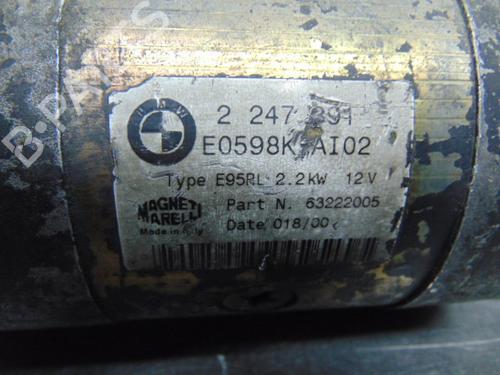 B-PARTS
BMW
2 247 391
E0598K-AI02
Type E95RL 2.2kW 12V
MAGNETI MARELLI
Part N. 63222005
Made in Italy
Date 018/00